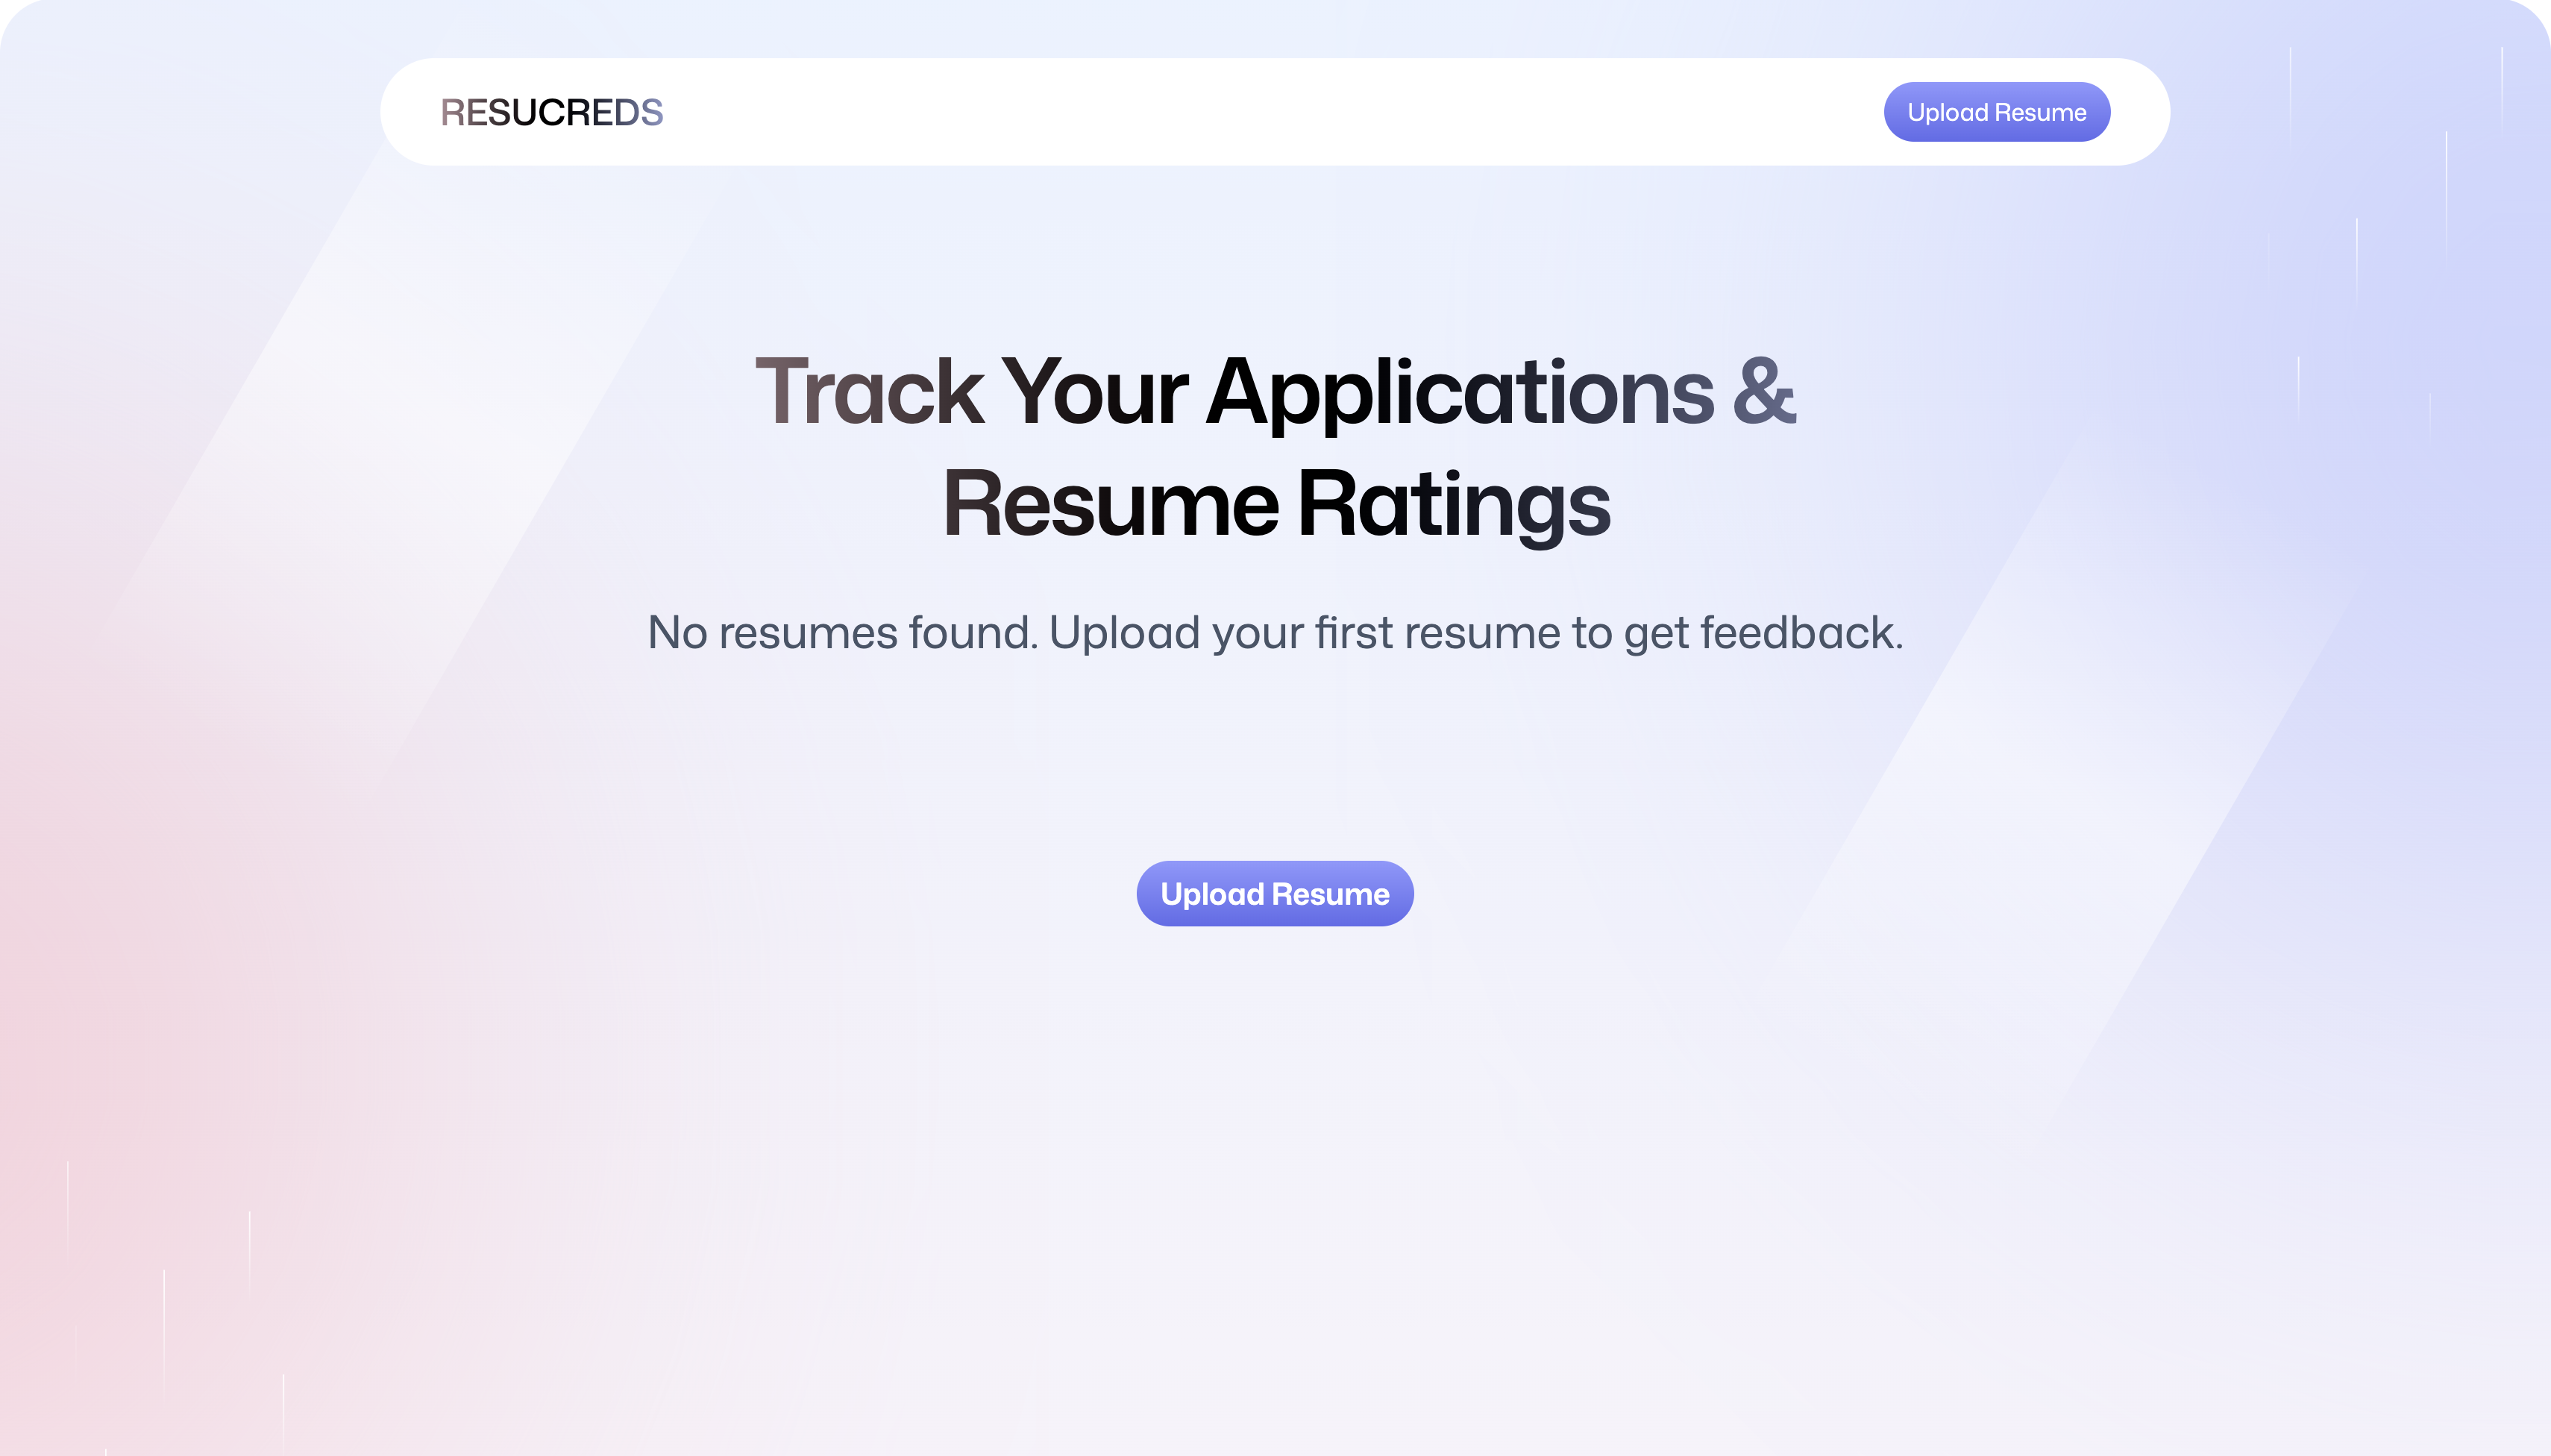 RESUCREDS
Upload Resume
Track Your Applications &
Resume Ratings
No resumes found. Upload your first resume to get feedback.
Upload Resume